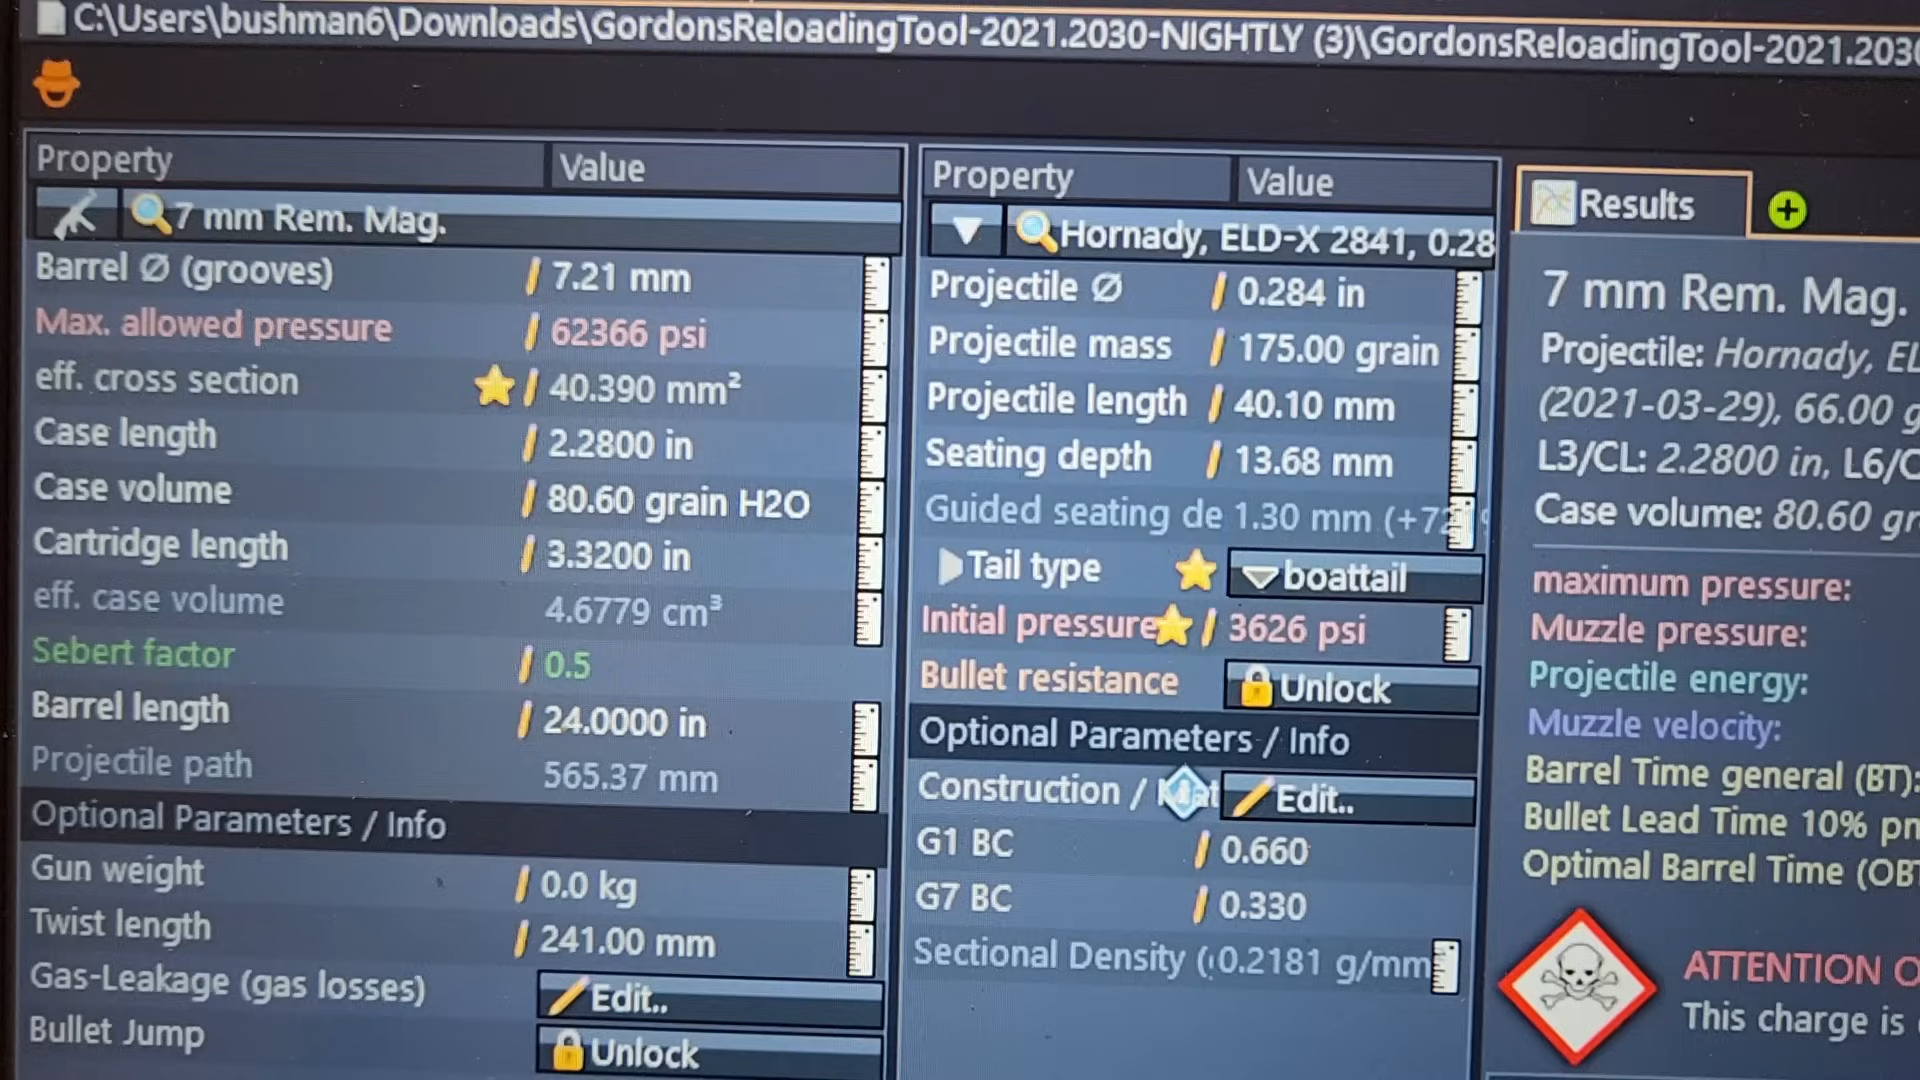 C:\Users\bushman6\Downloads\GordonsReloadingTool-2021.2030-NIGHTLY (3)\GordonsReloadingTool-2021.2030
Property Value
7 mm Rem. Mag.
Barrel Ø (grooves) 7.21 mm
Max. allowed pressure 62366 psi
eff. cross section 40.390 mm²
Case length 2.2800 in
Case volume 80.60 grain H2O
Cartridge length 3.3200 in
eff. case volume 4.6779 cm³
Sebert factor 0.5
Barrel length 24.0000 in
Projectile path 565.37 mm
Optional Parameters / Info
Gun weight 0.0 kg
Twist length 241.00 mm
Gas-Leakage (gas losses) Edit..
Bullet Jump Unlock
Property Value
Hornady, ELD-X 2841, 0.28
Projectile Ø 0.284 in
Projectile mass 175.00 grain
Projectile length 40.10 mm
Seating depth 13.68 mm
Guided seating de 1.30 mm (+72
Tail type boattail
Initial pressure 3626 psi
Bullet resistance Unlock
Optional Parameters / Info
Construction / Edit..
G1 BC 0.660
G7 BC 0.330
Sectional Density ( 0.2181 g/mm
Results
7 mm Rem. Mag.
Projectile: Hornady, EL
(2021-03-29), 66.00 g
L3/CL: 2.2800 in, L6/C
Case volume: 80.60 gr
maximum pressure:
Muzzle pressure:
Projectile energy:
Muzzle velocity:
Barrel Time general (BT):
Bullet Lead Time 10% pm
Optimal Barrel Time (OBT
ATTENTION O
This charge is